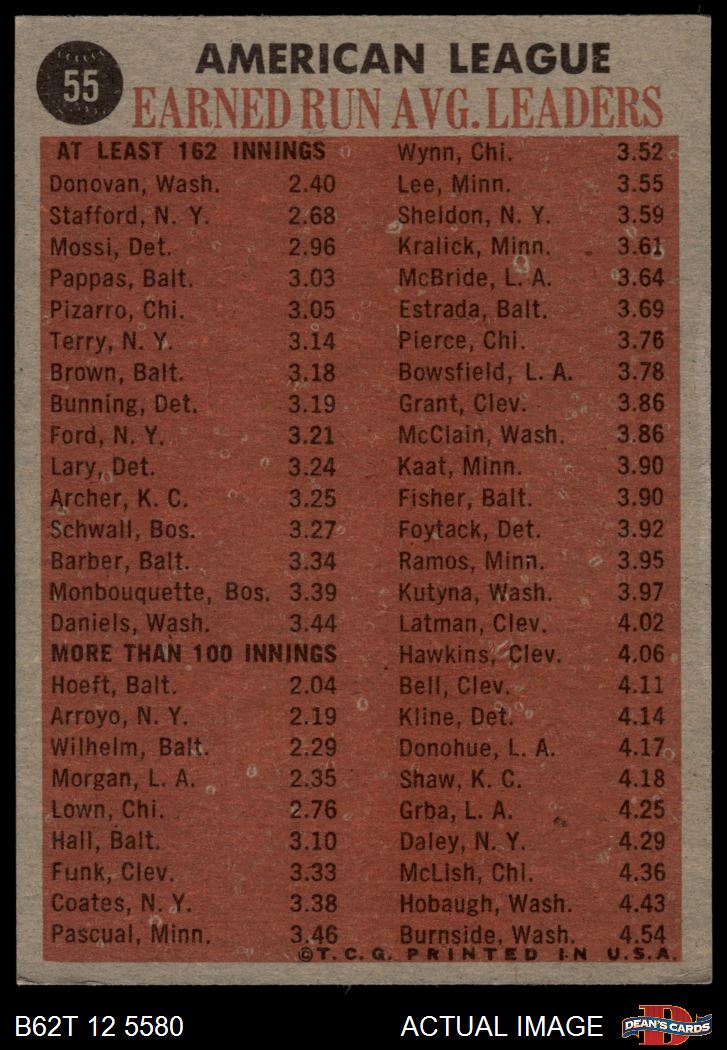 55
AMERICAN LEAGUE
EARNED RUN AVG. LEADERS
AT LEAST 162 INNINGS
Donovan, Wash. 2.40
Stafford, N. Y. 2.68
Mossi, Det. 2.96
Pappas, Balt. 3.03
Pizarro, Chi. 3.05
Terry, N. Y. 3.14
Brown, Balt. 3.18
Bunning, Det. 3.19
Ford, N. Y. 3.21
Lary, Det. 3.24
Archer, K. C. 3.25
Schwall, Bos. 3.27
Barber, Balt. 3.34
Monbouquette, Bos. 3.39
Daniels, Wash. 3.44
MORE THAN 100 INNINGS
Hoeft, Balt. 2.04
Arroyo, N. Y. 2.19
Wilhelm, Balt. 2.29
Morgan, L. A. 2.35
Lown, Chi. 2.76
Hall, Balt. 3.10
Funk, Clev. 3.33
Coates, N. Y. 3.38
Pascual, Minn. 3.46
Wynn, Chi. 3.52
Lee, Minn. 3.55
Sheldon, N. Y. 3.59
Kralick, Minn. 3.61
McBride, L. A. 3.64
Estrada, Balt. 3.69
Pierce, Chi. 3.76
Bowsfield, L. A. 3.78
Grant, Clev. 3.86
McClain, Wash. 3.86
Kaat, Minn. 3.90
Fisher, Balt. 3.90
Foytack, Det. 3.92
Ramos, Minn. 3.95
Kutyna, Wash. 3.97
Latman, Clev. 4.02
Hawkins, Clev. 4.06
Bell, Clev. 4.11
Kline, Det. 4.14
Donohue, L. A. 4.17
Shaw, K. C. 4.18
Grba, L. A. 4.25
Daley, N. Y. 4.29
McLish, Chi. 4.36
Hobaugh, Wash. 4.43
Burnside, Wash. 4.54
©T. C. G. PRINTED IN U.S.A.
B62T 12 5580
ACTUAL IMAGE
D
DEAN'S CARDS